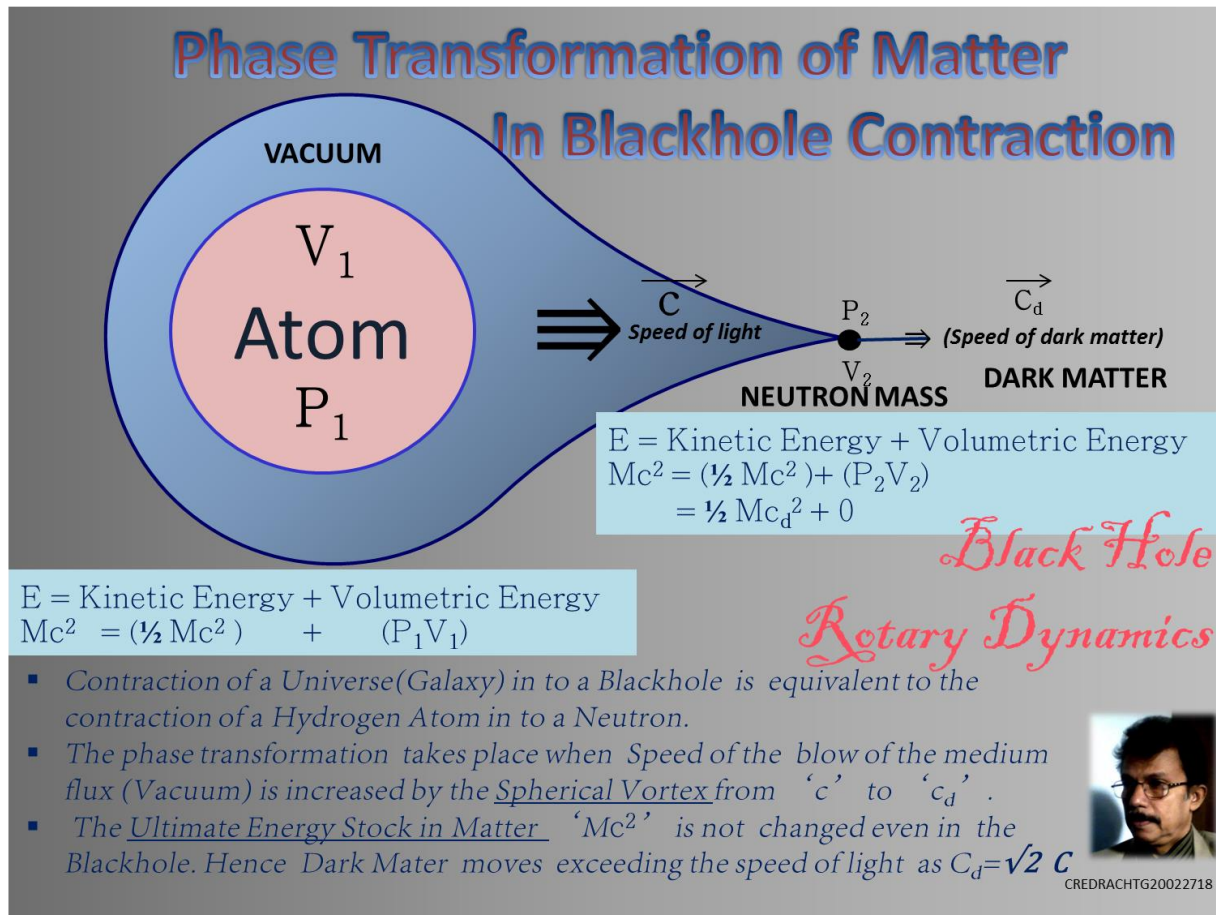 Phase Transformation of Matter
In Blackhole Contraction
VACUUM
V₁
Atom
P₁
c
Speed of light
P₂
V₂
NEUTRON MASS
C_d
(Speed of dark matter)
DARK MATTER
E = Kinetic Energy + Volumetric Energy
Mc² = (½ Mc² )+ (P₂V₂)
= ½ Mc_d² + 0
Black Hole
Rotary Dynamics
E = Kinetic Energy + Volumetric Energy
Mc² = (½ Mc² ) + (P₁V₁)
▪ Contraction of a Universe(Galaxy) in to a Blackhole is equivalent to the
contraction of a Hydrogen Atom in to a Neutron.
▪ The phase transformation takes place when Speed of the blow of the medium
flux (Vacuum) is increased by the Spherical Vortex from ‘c’ to ‘c_d’ .
▪ The Ultimate Energy Stock in Matter ‘Mc²’ is not changed even in the
Blackhole. Hence Dark Mater moves exceeding the speed of light as C_d=√2 C
CREDRACHTG20022718